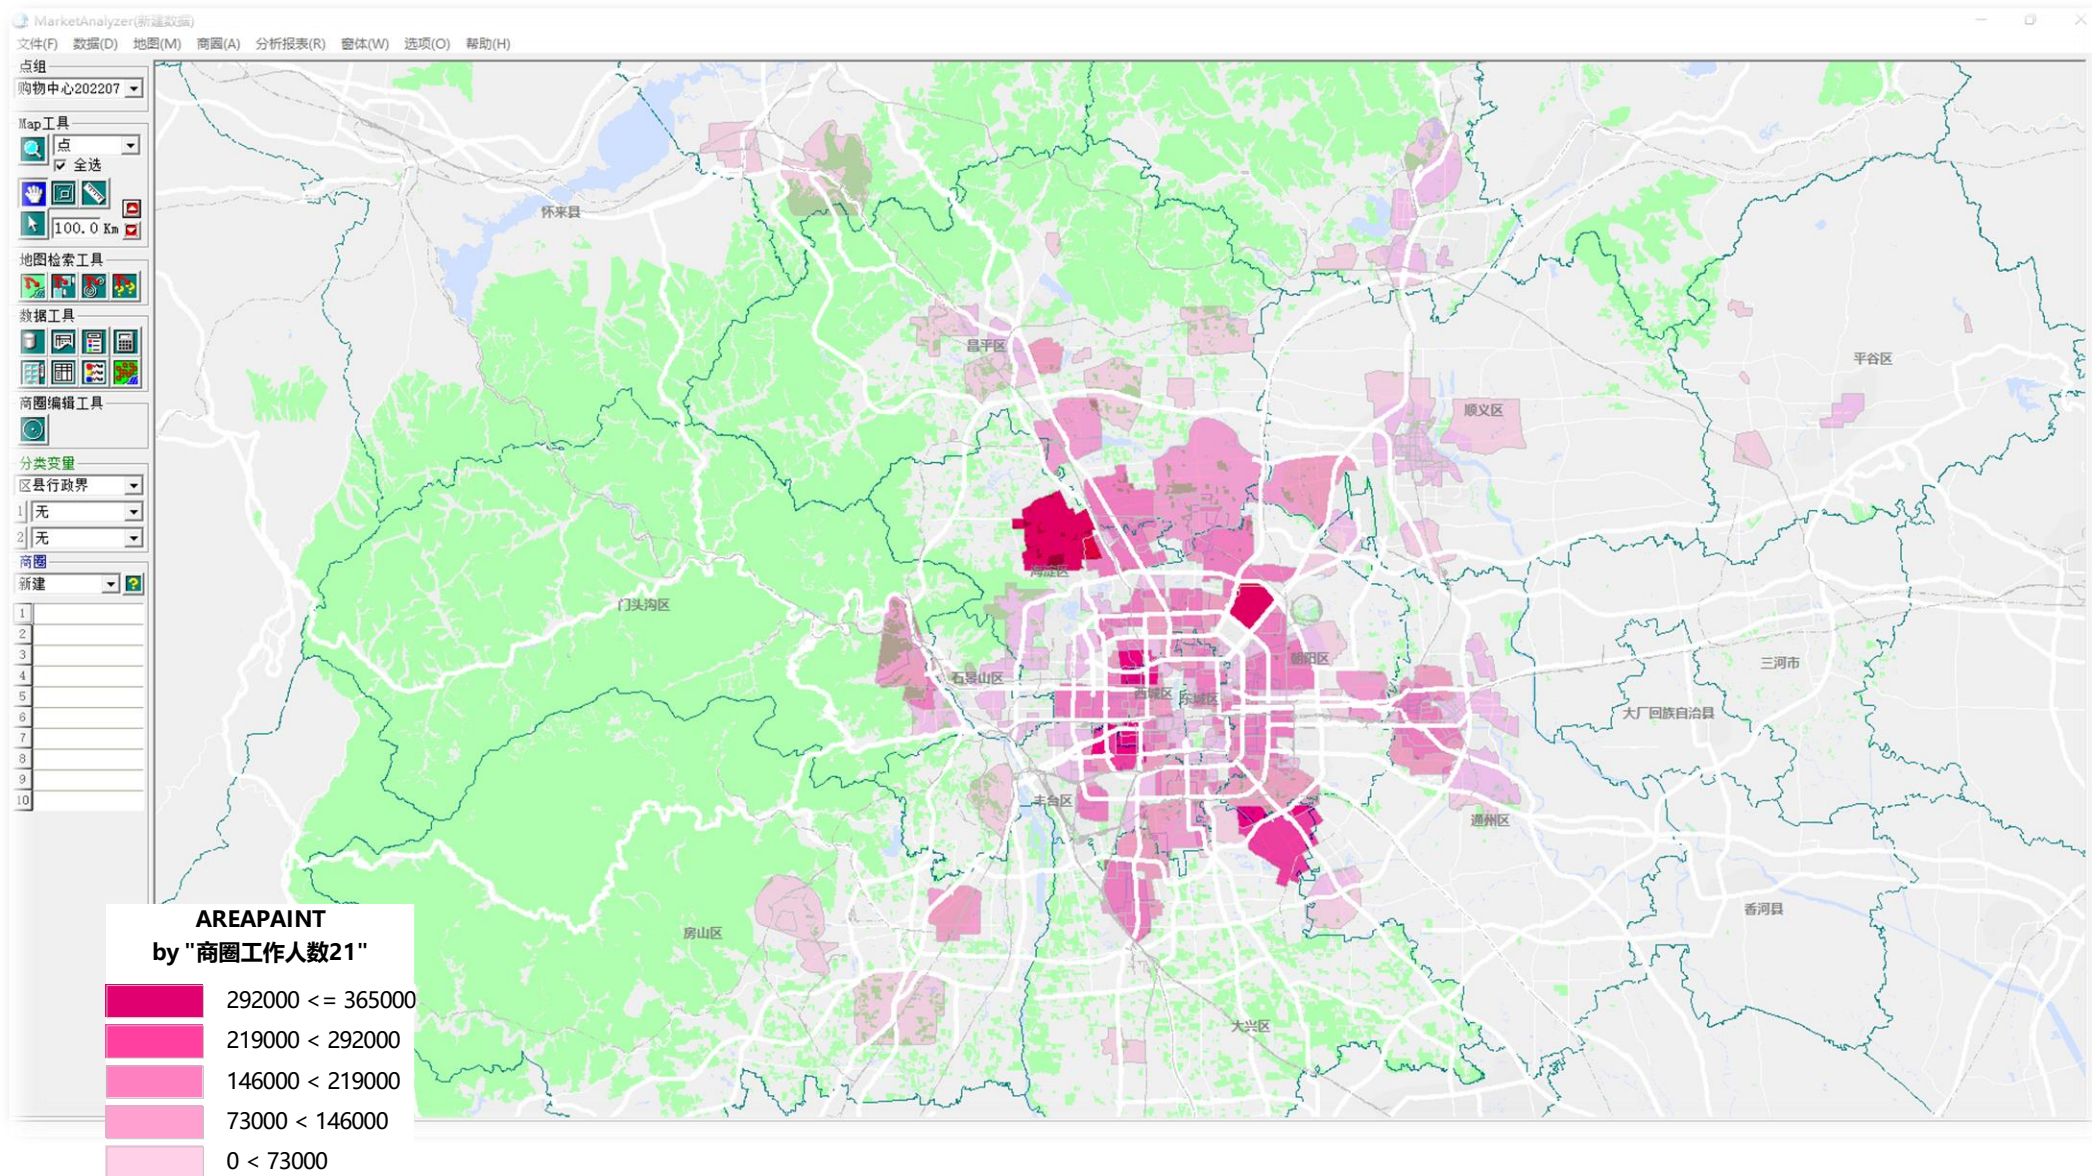 MarketAnalyzer(新建数据)
文件(F) 数据(D) 地图(M) 商圈(A) 分析报表(R) 窗体(W) 选项(O) 帮助(H)
点组
购物中心202207
Map工具
点
全选
100.0 Km
地图检索工具
数据工具
商圈编辑工具
分类变量
区县行政界
1 无
2 无
商圈
新建
1
2
3
4
5
6
7
8
9
10
怀来县
昌平区
平谷区
顺义区
海淀区
门头沟区
朝阳区
三河市
石景山区
西城区
东城区
大厂回族自治县
丰台区
通州区
香河县
房山区
大兴区
AREAPAINT
by "商圈工作人数21"
292000 <= 365000
219000 < 292000
146000 < 219000
73000 < 146000
0 < 73000